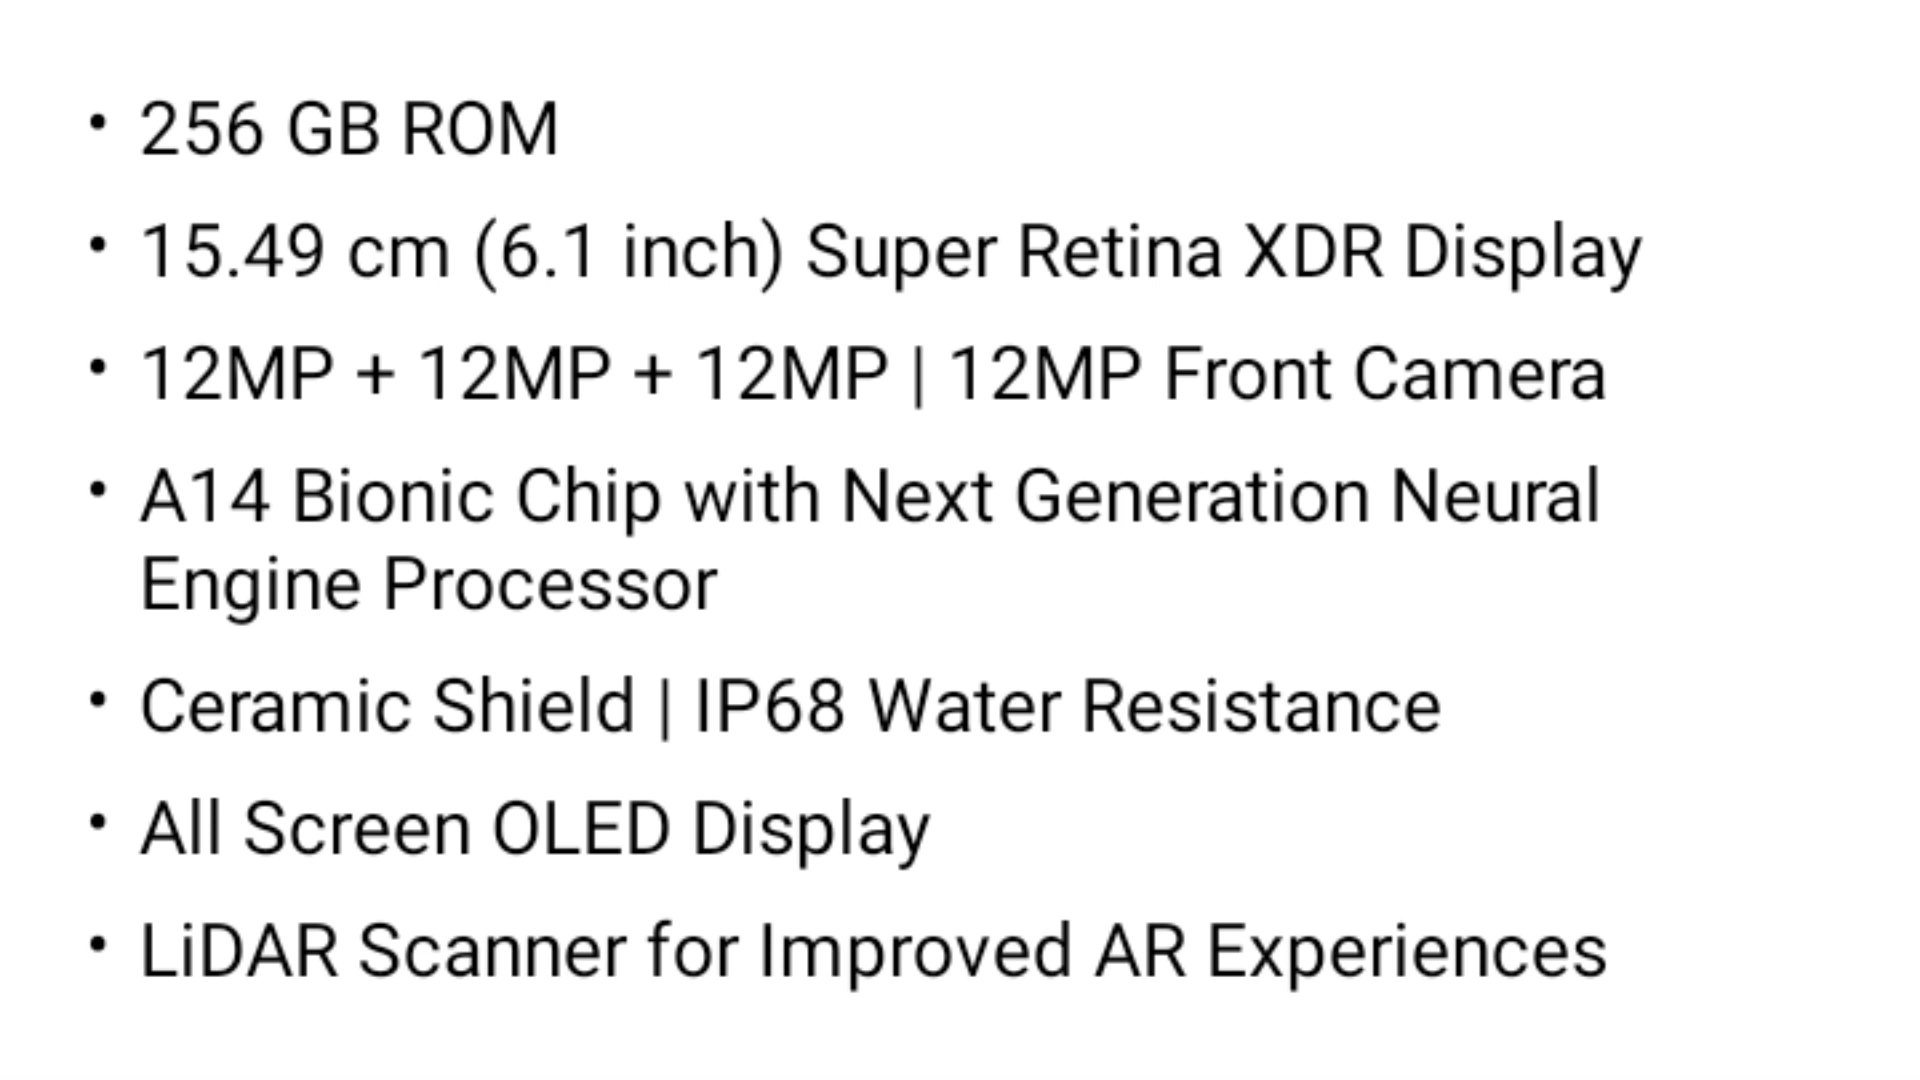 • 256 GB ROM
• 15.49 cm (6.1 inch) Super Retina XDR Display
• 12MP + 12MP + 12MP | 12MP Front Camera
• A14 Bionic Chip with Next Generation Neural
Engine Processor
• Ceramic Shield | IP68 Water Resistance
• All Screen OLED Display
• LiDAR Scanner for Improved AR Experiences